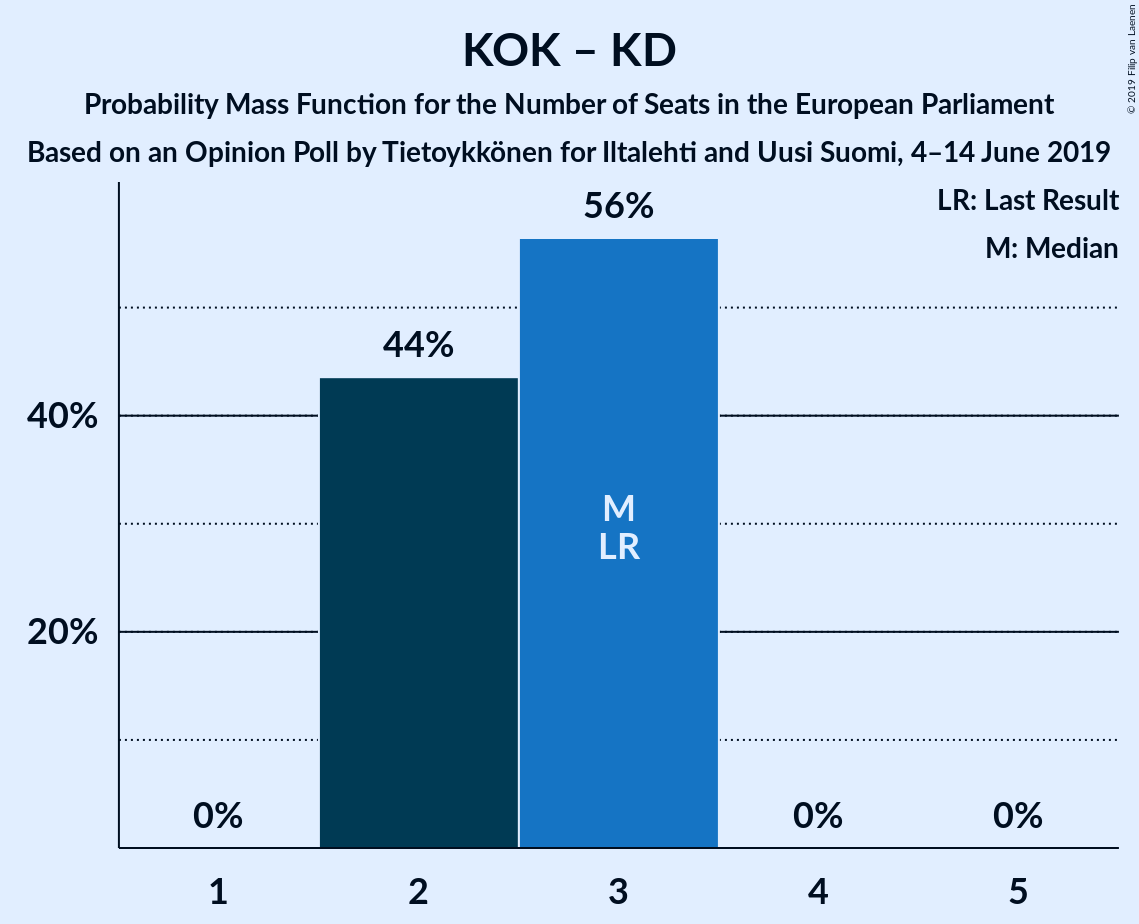 KOK – KD
Probability Mass Function for the Number of Seats in the European Parliament
Based on an Opinion Poll by Tietoykkönen for Iltalehti and Uusi Suomi, 4–14 June 2019
© 2019 Filip van Laenen
LR: Last Result
M: Median
56%
44%
40%
M
LR
20%
0%
0%
0%
1
2
3
4
5